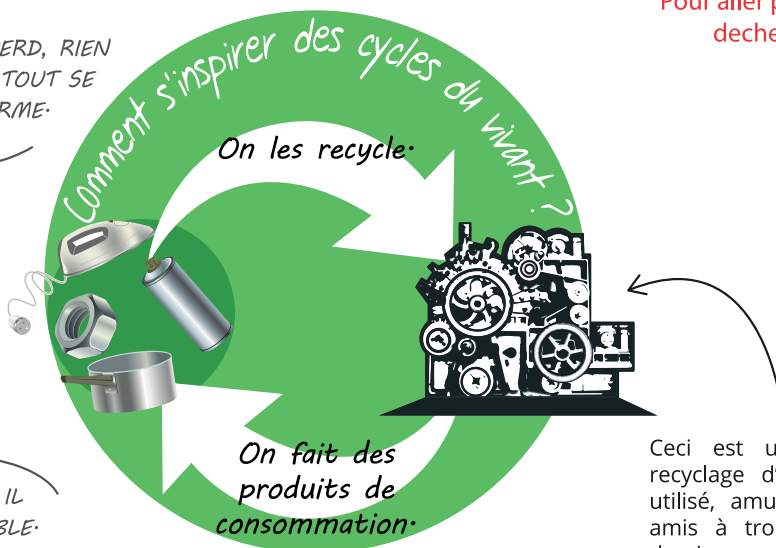 Pour aller p
deche
ERD, RIEN
TOUT SE
RME.
Comment s'inspirer des cycles du vivant ?
On les recycle.
On fait des
produits de
consommation.
IL
BLE.
Ceci est u
recyclage d'
utilisé, amu
amis à tro